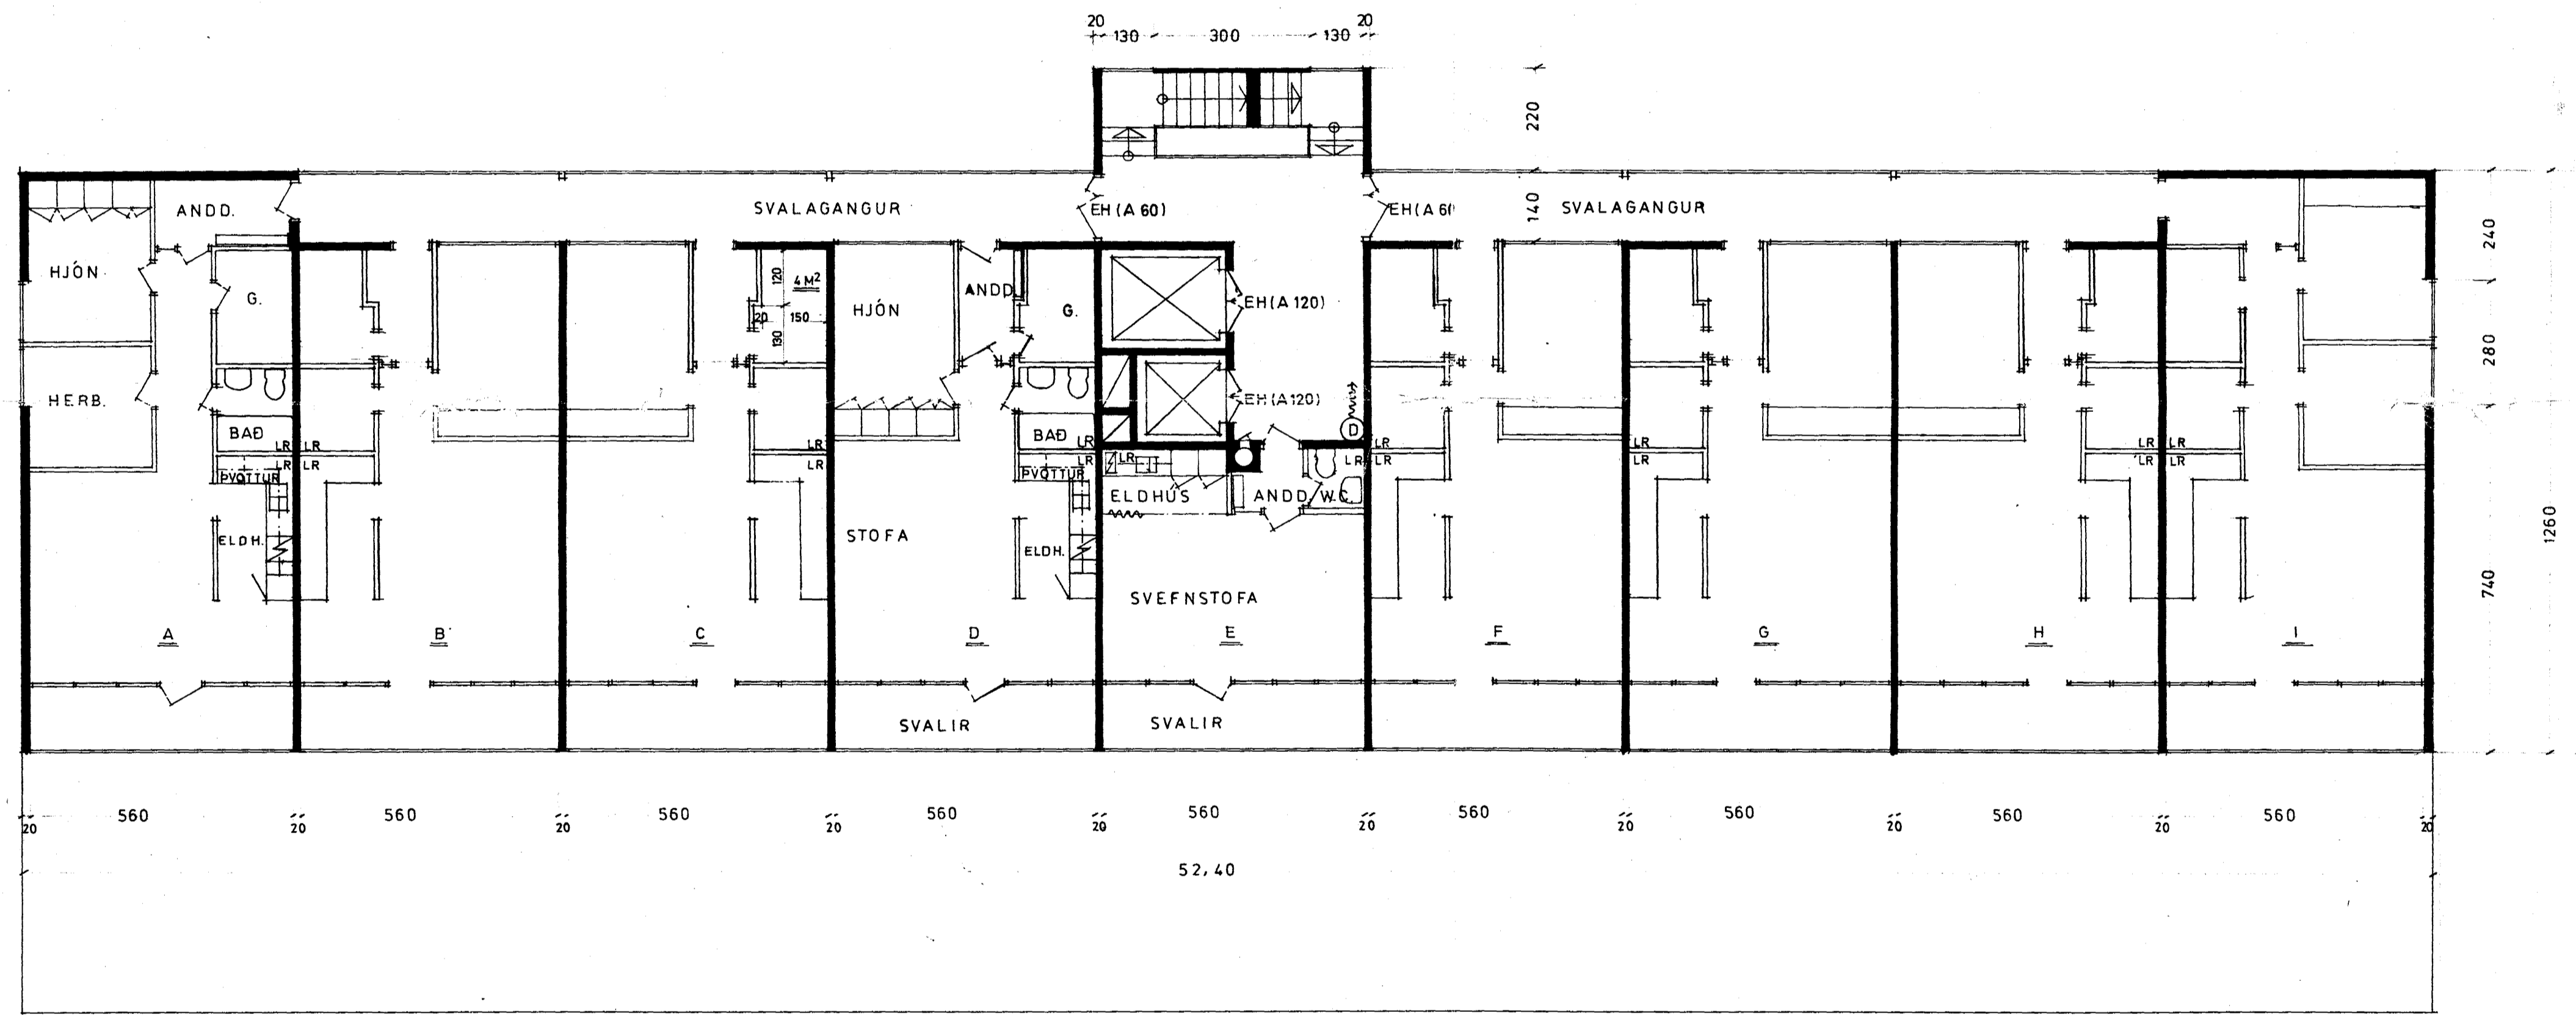 20 20
130 300 130
220
ANDD. SVALAGANGUR EH (A 60) EH (A 60 140 SVALAGANGUR
240
HJÓN G. 120 4 M² HJÓN ANDD. G. EH (A 120)
20 150
130
280
HERB. EH (A 120)
BAÐ LR LR LR BAÐ LR D LR LR LR LR
LR LR LR LR LR LR LR LR LR LR
ÞVOTTUR ÞVOTTUR
ELDHÚS ANDD. W.C.
ELDH. STOFA ELDH.
1260
740
SVEFNSTOFA
A B C D E F G H I
SVALIR SVALIR
560 560 560 560 560 560 560 560 560
20 20 20 20 20 20 20 20 20 20
52,40